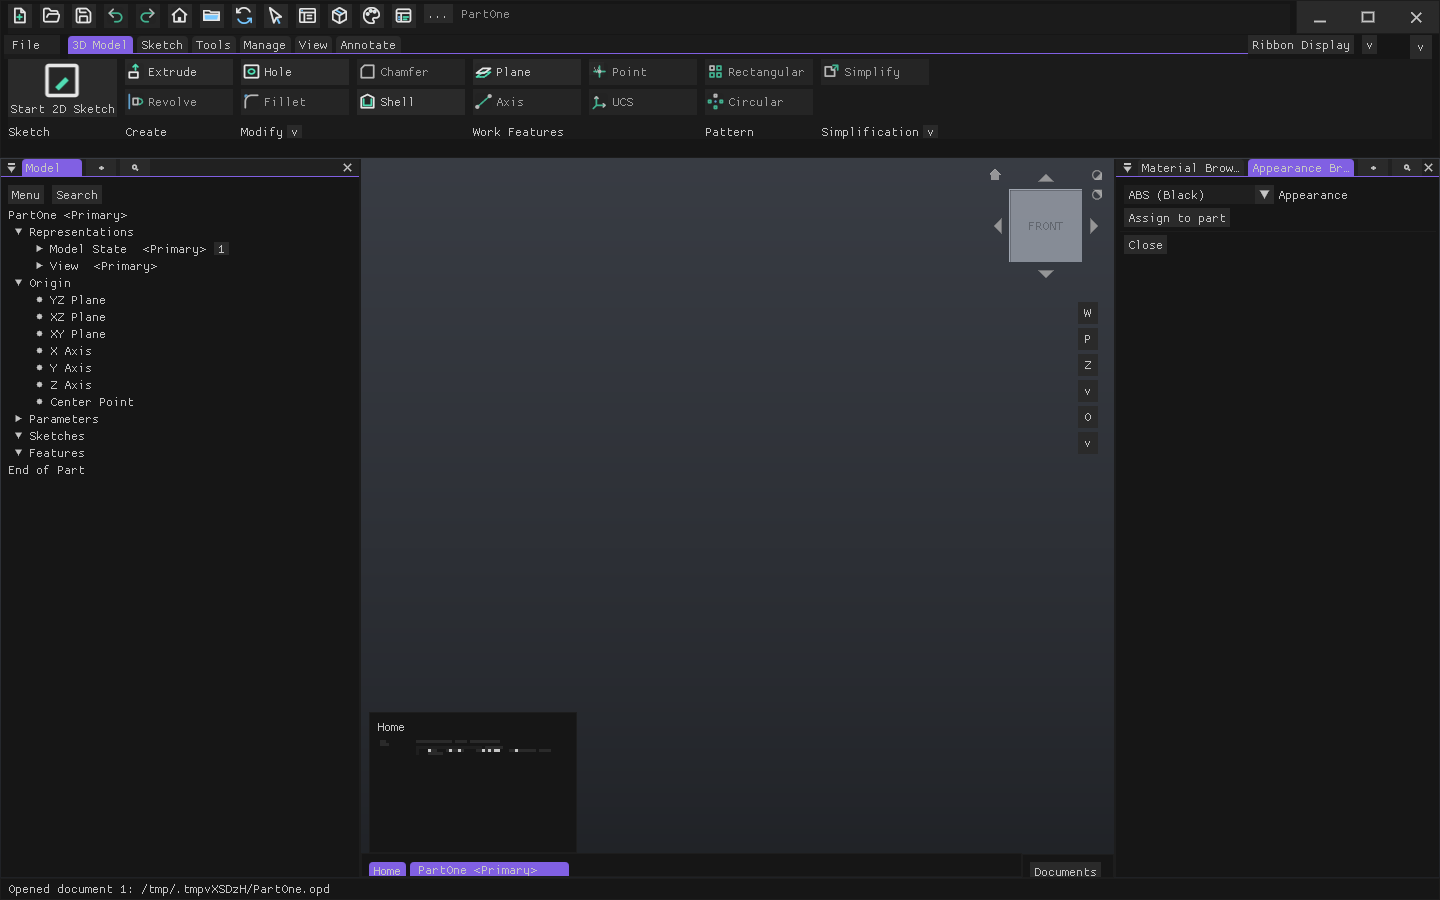 ... PartOne
File 3D Model Sketch Tools Manage View Annotate Ribbon Display v v
Start 2D Sketch
Extrude
Revolve
Hole
Fillet
Chamfer
Shell
Plane
Axis
Point
UCS
Rectangular
Circular
Simplify
Sketch Create Modify v Work Features Pattern Simplification v
Model
Menu Search
PartOne <Primary>
Representations
Model State <Primary> 1
View <Primary>
Origin
YZ Plane
XZ Plane
XY Plane
X Axis
Y Axis
Z Axis
Center Point
Parameters
Sketches
Features
End of Part
FRONT
W
P
Z
v
O
v
Home
Home PartOne <Primary> Documents
Material Brow… Appearance Br…
ABS (Black) Appearance
Assign to part
Close
Opened document 1: /tmp/.tmpvXSDzH/PartOne.opd